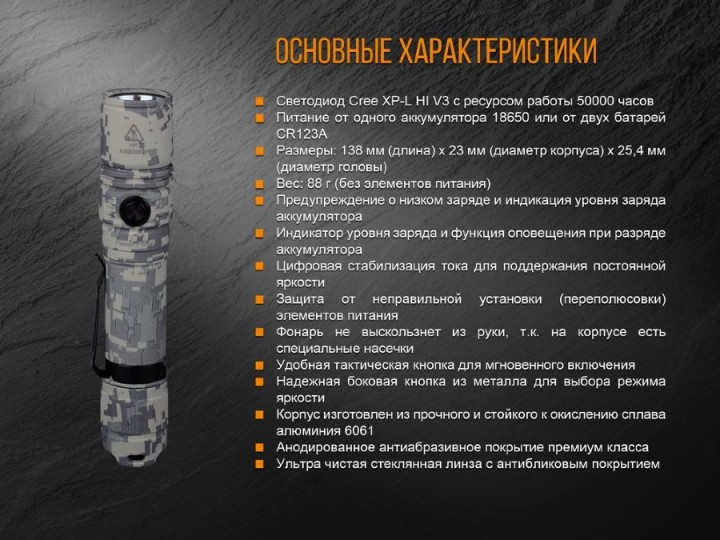 ОСНОВНЫЕ ХАРАКТЕРИСТИКИ
Светодиод Cree XP-L HI V3 с ресурсом работы 50000 часов
Питание от одного аккумулятора 18650 или от двух батарей
CR123A
Размеры: 138 мм (длина) х 23 мм (диаметр корпуса) х 25,4 мм
(диаметр головы)
Вес: 88 г (без элементов питания)
Предупреждение о низком заряде и индикация уровня заряда
аккумулятора
Индикатор уровня заряда и функция оповещения при разряде
аккумулятора
Цифровая стабилизация тока для поддержания постоянной
яркости
Защита от неправильной установки (переполюсовки)
элементов питания
Фонарь не выскользнет из руки, т.к. на корпусе есть
специальные насечки
Удобная тактическая кнопка для мгновенного включения
Надежная боковая кнопка из металла для выбора режима
яркости
Корпус изготовлен из прочного и стойкого к окислению сплава
алюминия 6061
Анодированное антиабразивное покрытие премиум класса
Ультра чистая стеклянная линза с антибликовым покрытием